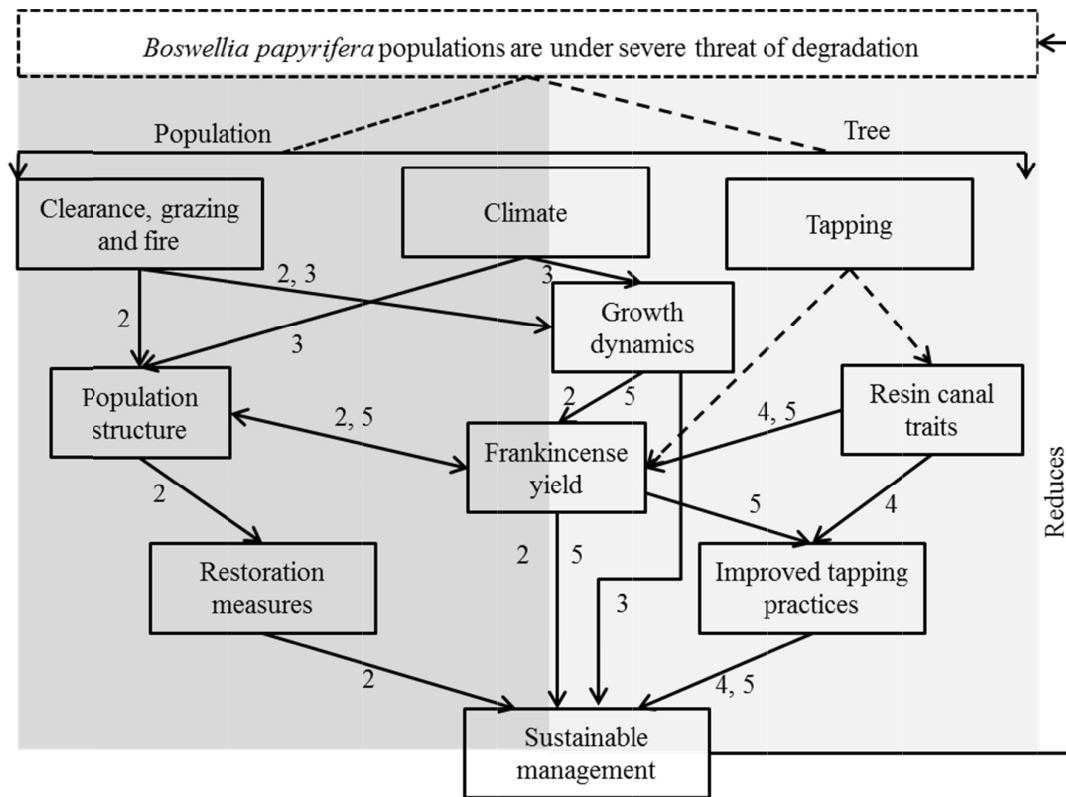 Boswellia papyrifera populations are under severe threat of degradation
Population
Tree
Clearance, grazing
and fire
Climate
Tapping
2, 3
3
2
3
Growth
dynamics
Population
structure
2
5
Resin canal
traits
2, 5
4, 5
Frankincense
yield
2
5
4
Reduces
2
5
Restoration
measures
3
Improved tapping
practices
2
4, 5
Sustainable
management